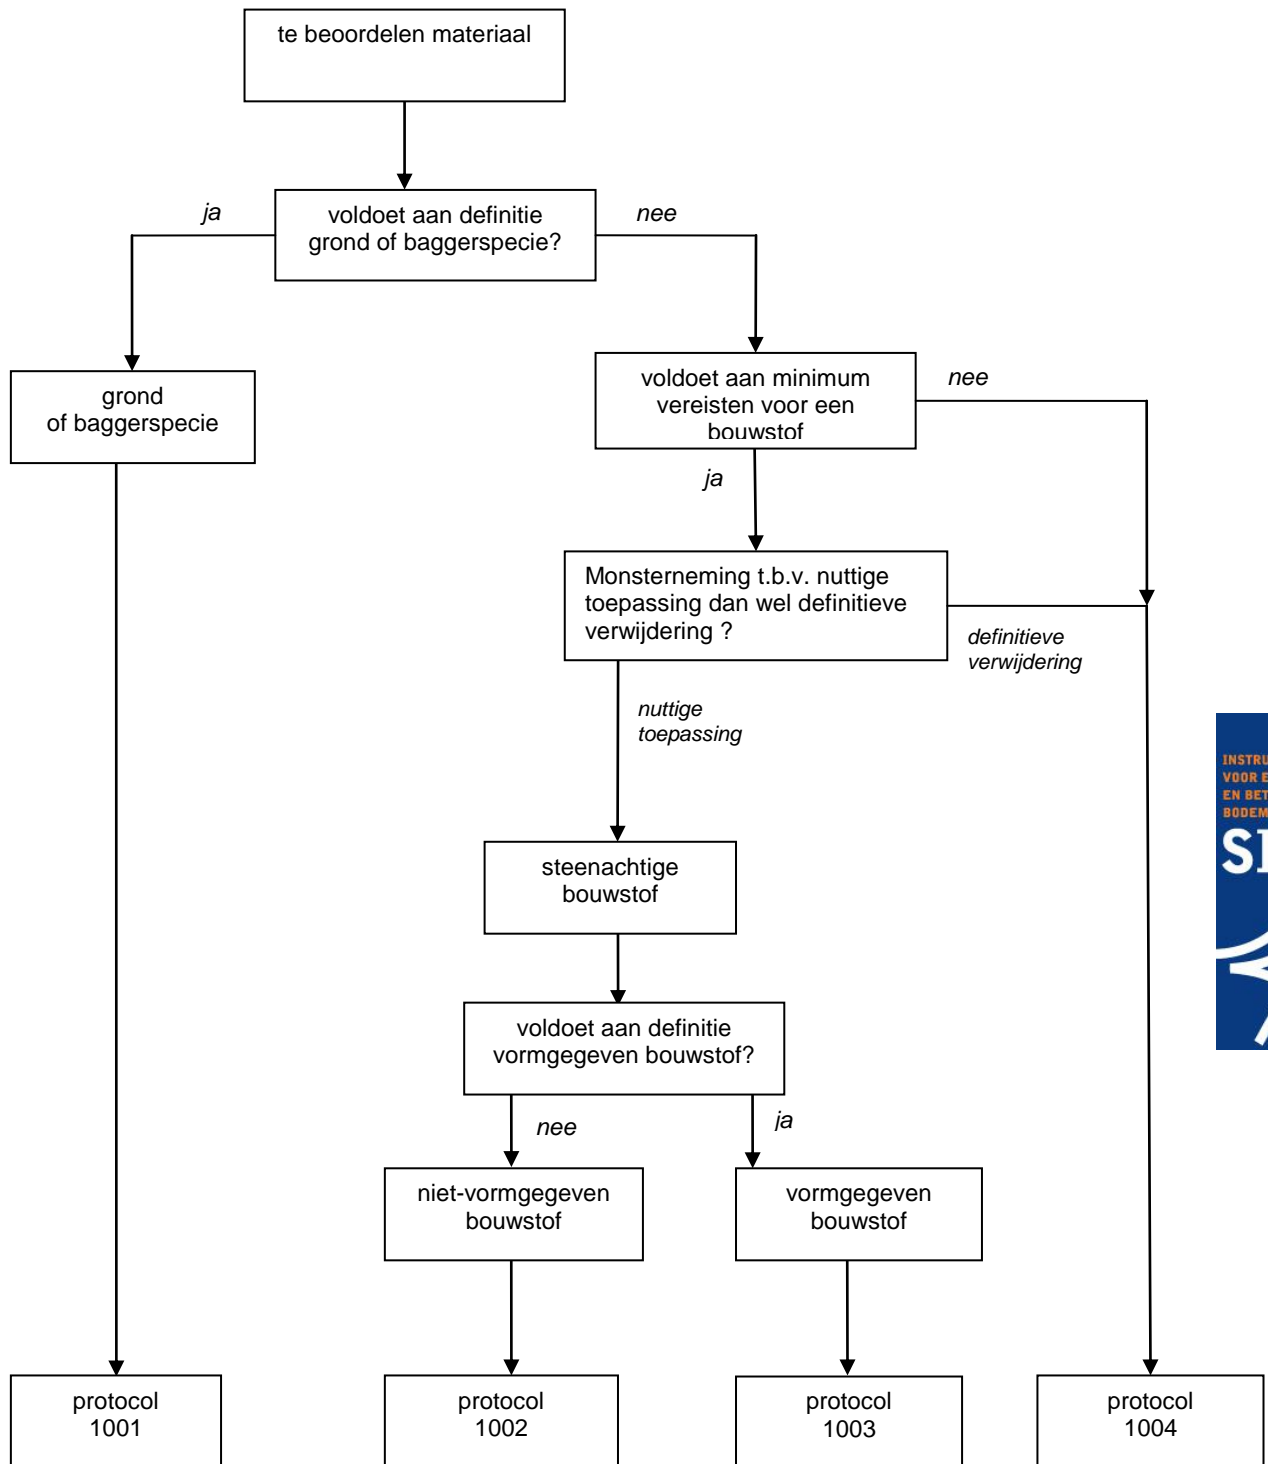 te beoordelen materiaal
ja
voldoet aan definitie
grond of baggerspecie?
nee
grond
of baggerspecie
voldoet aan minimum
vereisten voor een
bouwstof
nee
ja
Monsterneming t.b.v. nuttige
toepassing dan wel definitieve
verwijdering ?
definitieve
verwijdering
nuttige
toepassing
steenachtige
bouwstof
voldoet aan definitie
vormgegeven bouwstof?
nee
ja
niet-vormgegeven
bouwstof
vormgegeven
bouwstof
protocol
1001
protocol
1002
protocol
1003
protocol
1004
VOOR
EN